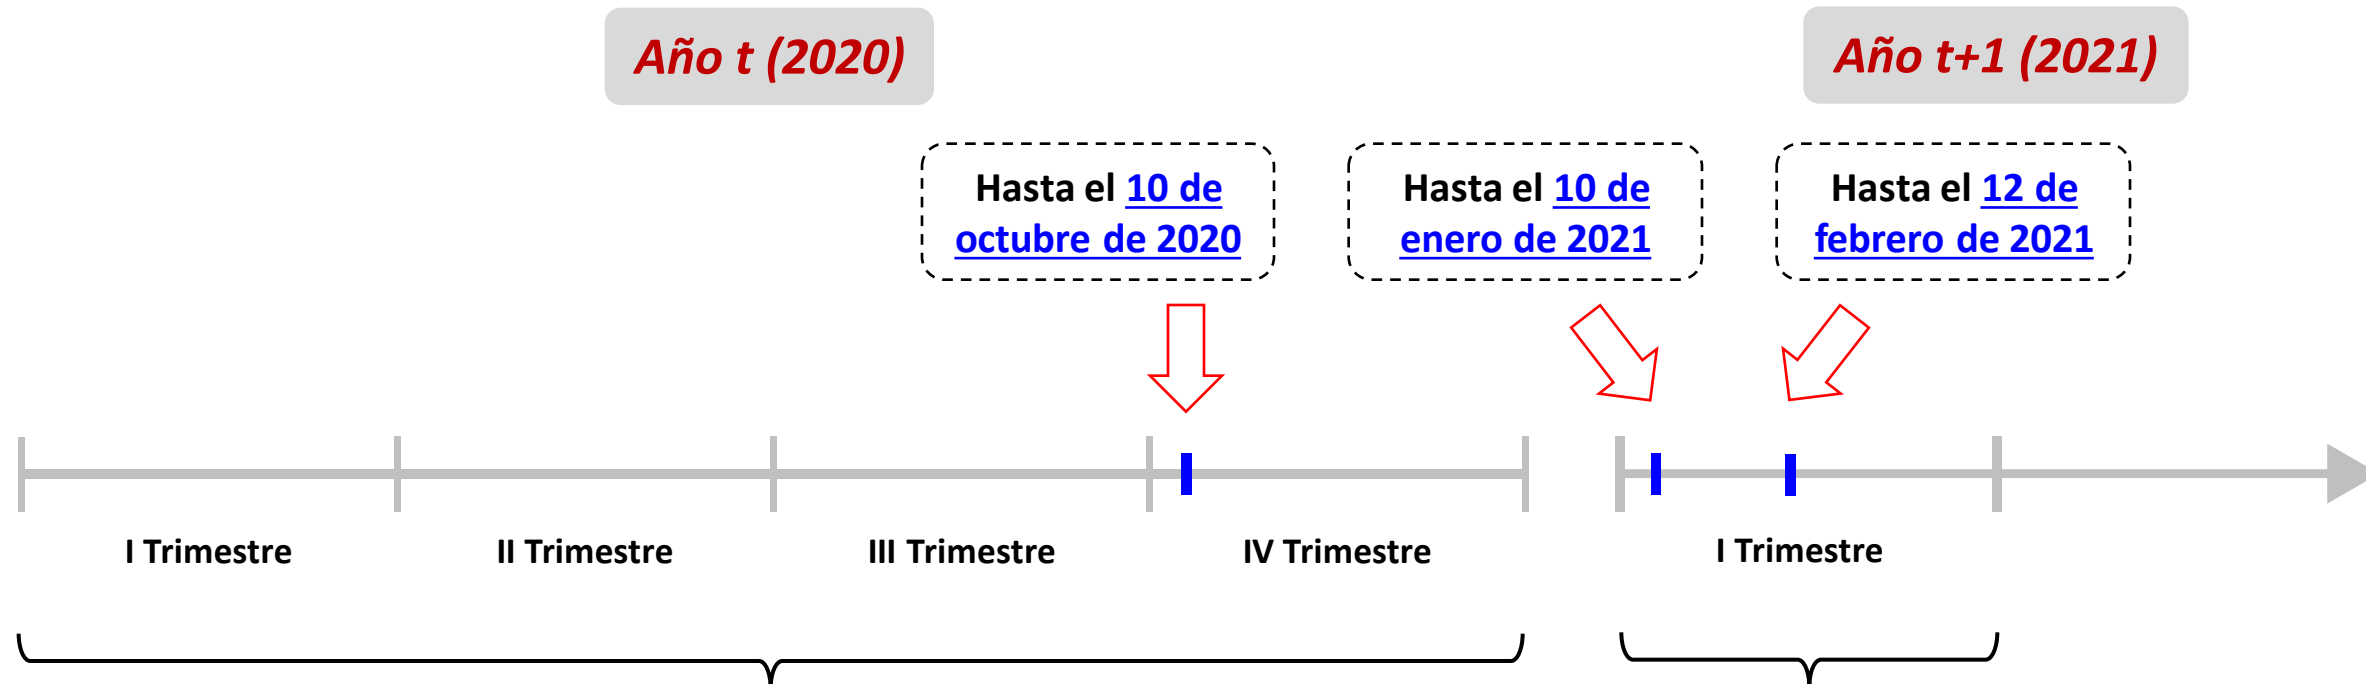 Año t (2020)
Año t+1 (2021)
Hasta el 10 de
octubre de 2020
Hasta el 10 de
enero de 2021
Hasta el 12 de
febrero de 2021
I Trimestre
II Trimestre
III Trimestre
IV Trimestre
I Trimestre